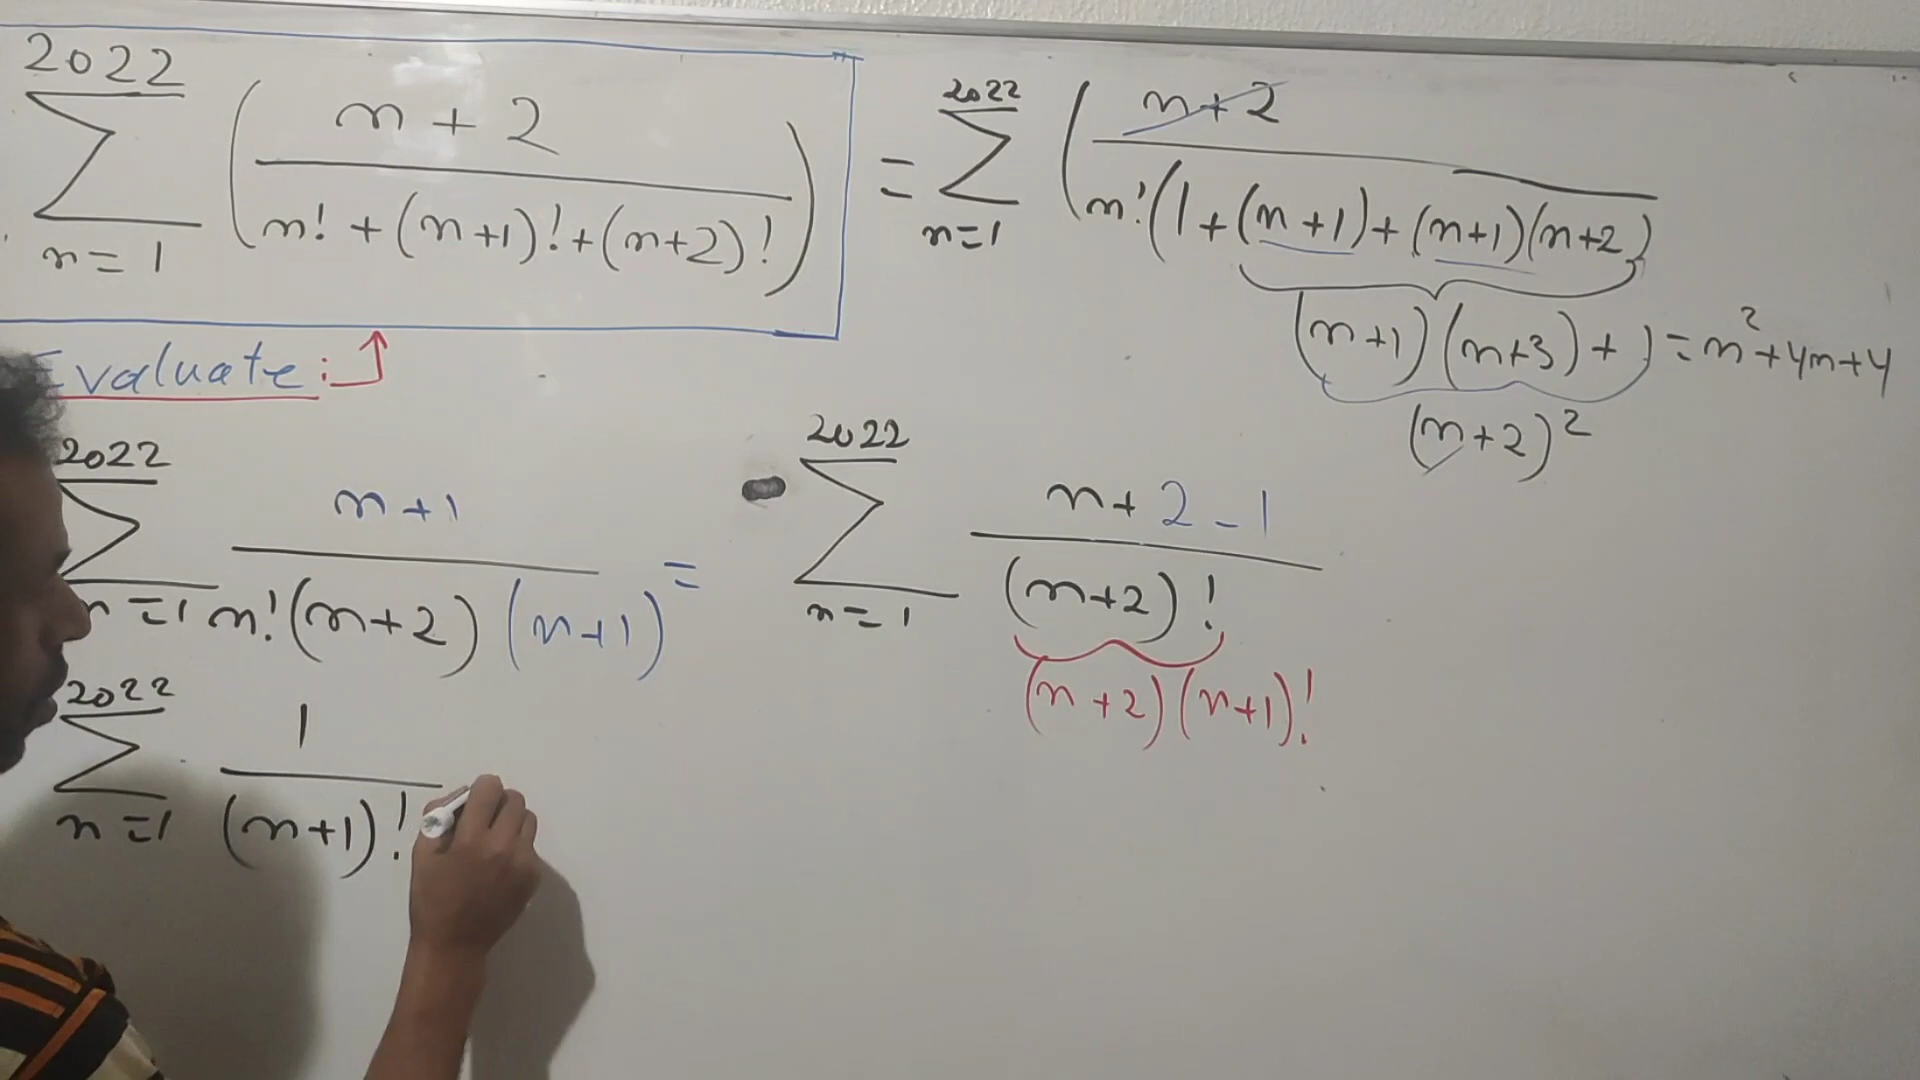 2022
∑ ( n + 2 / n! + (n+1)! + (n+2)! )
n = 1
= 2022
∑ ( n+2 / n!(1 + (n+1) + (n+1)(n+2)
n=1
(n+1)(n+3)+1 = n² + 4n + 4
(n+2)²
Evaluate:
2022
∑ n+1 / n!(n+2)(n+1)
n=1
=
2022
∑ n + 2 - 1 / (n+2)!
n = 1
(n+2)(n+1)!
2022
∑ 1 / (n+1)!
n=1